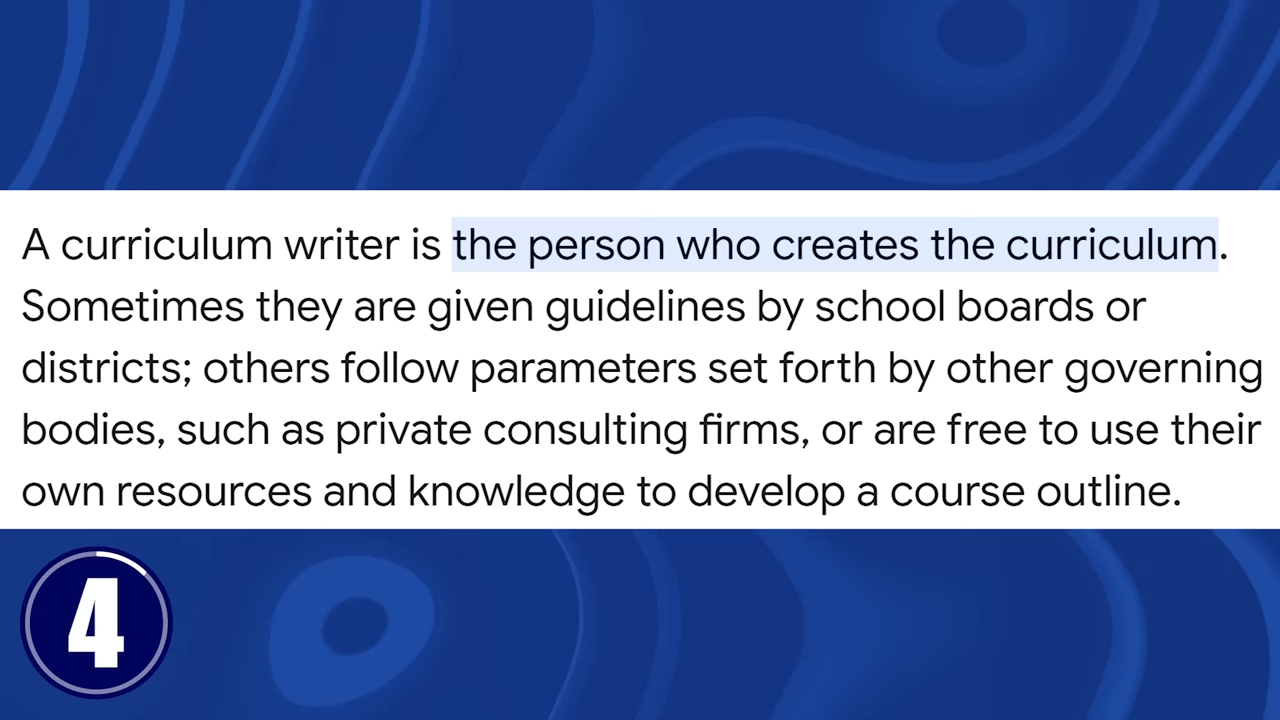 A curriculum writer is the person who creates the curriculum.
Sometimes they are given guidelines by school boards or
districts; others follow parameters set forth by other governing
bodies, such as private consulting firms, or are free to use their
own resources and knowledge to develop a course outline.
4